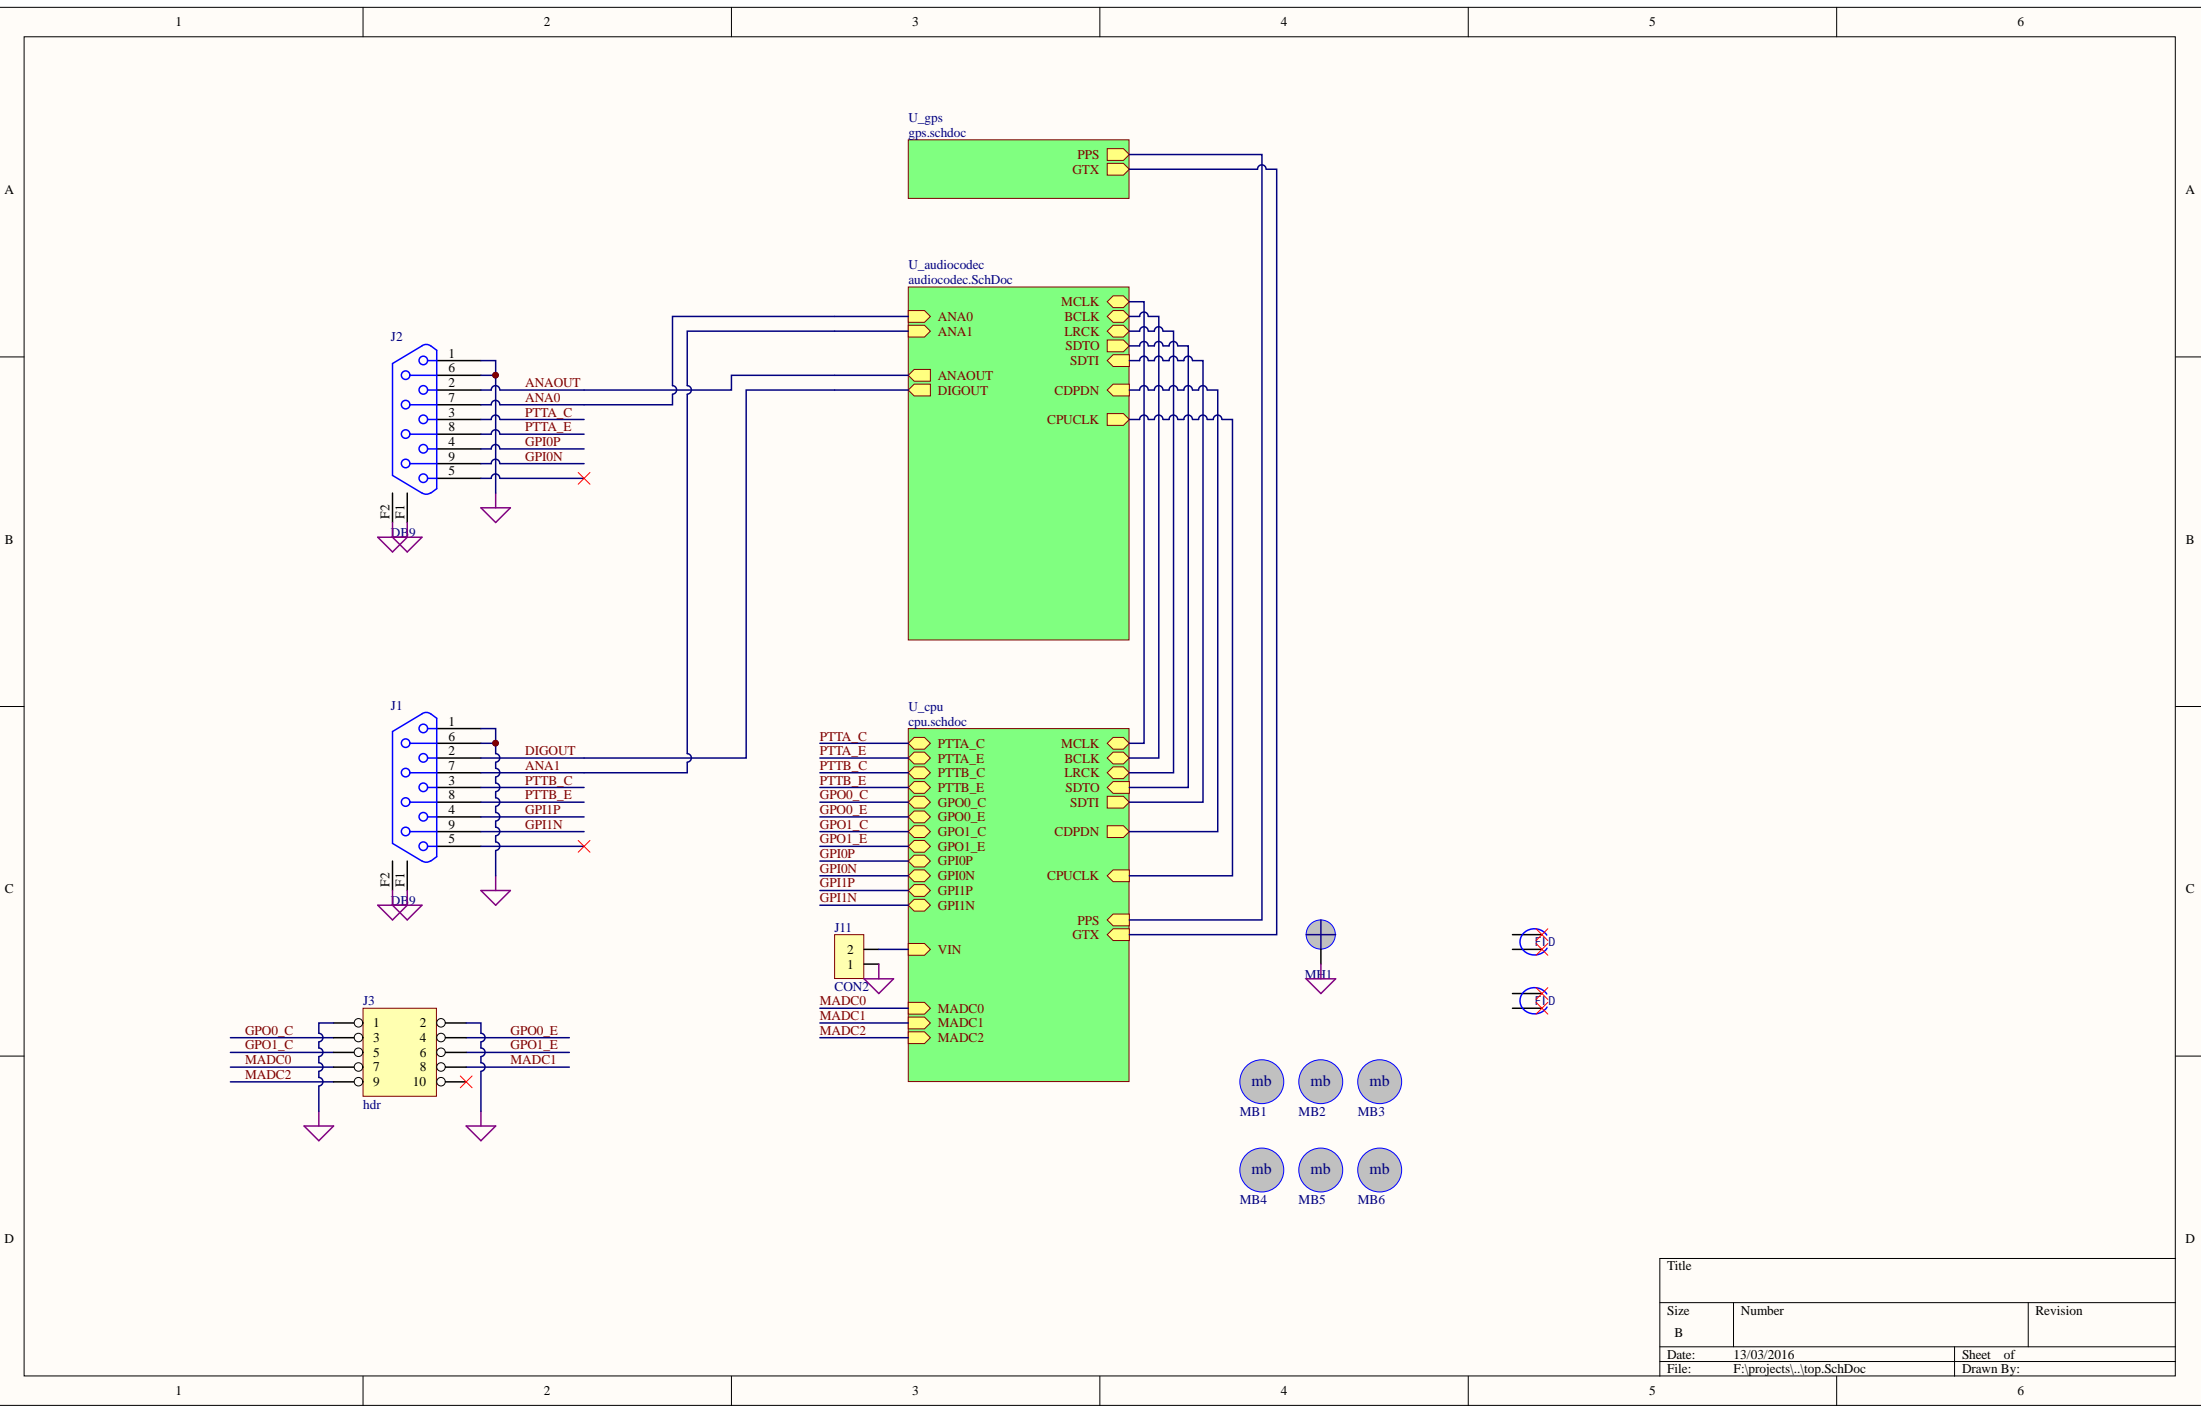 1 2 3 4 5 6
A A
B B
C C
D D
U_gps
gps.schdoc
PPS
GTX
U_audiocodec
audiocodec.SchDoc
ANA0
ANA1
ANAOUT
DIGOUT
MCLK
BCLK
LRCK
SDTO
SDTI
CDPDN
CPUCLK
J2
1
6
2 ANAOUT
7 ANA0
3 PTTA_C
8 PTTA_E
4 GPI0P
9 GPI0N
5
F2 F1
DB9
J1
1
6
2 DIGOUT
7 ANA1
3 PTTB_C
8 PTTB_E
4 GPI1P
9 GPI1N
5
F2 F1
DB9
U_cpu
cpu.schdoc
PTTA_C PTTA_C
PTTA_E PTTA_E
PTTB_C PTTB_C
PTTB_E PTTB_E
GPO0_C GPO0_C
GPO0_E GPO0_E
GPO1_C GPO1_C
GPO1_E GPO1_E
GPI0P GPI0P
GPI0N GPI0N
GPI1P GPI1P
GPI1N GPI1N
VIN
MADC0 MADC0
MADC1 MADC1
MADC2 MADC2
MCLK
BCLK
LRCK
SDTO
SDTI
CDPDN
CPUCLK
PPS
GTX
J11
2
1
CON2
J3
1 2
GPO0_C 3 4 GPO0_E
GPO1_C 5 6 GPO1_E
MADC0 7 8 MADC1
MADC2 9 10
hdr
MH1
FID
FID
mb mb mb
MB1 MB2 MB3
mb mb mb
MB4 MB5 MB6
Title
Size Number Revision
B
Date: 13/03/2016 Sheet of
File: F:\projects\..\top.SchDoc Drawn By:
1 2 3 4 5 6